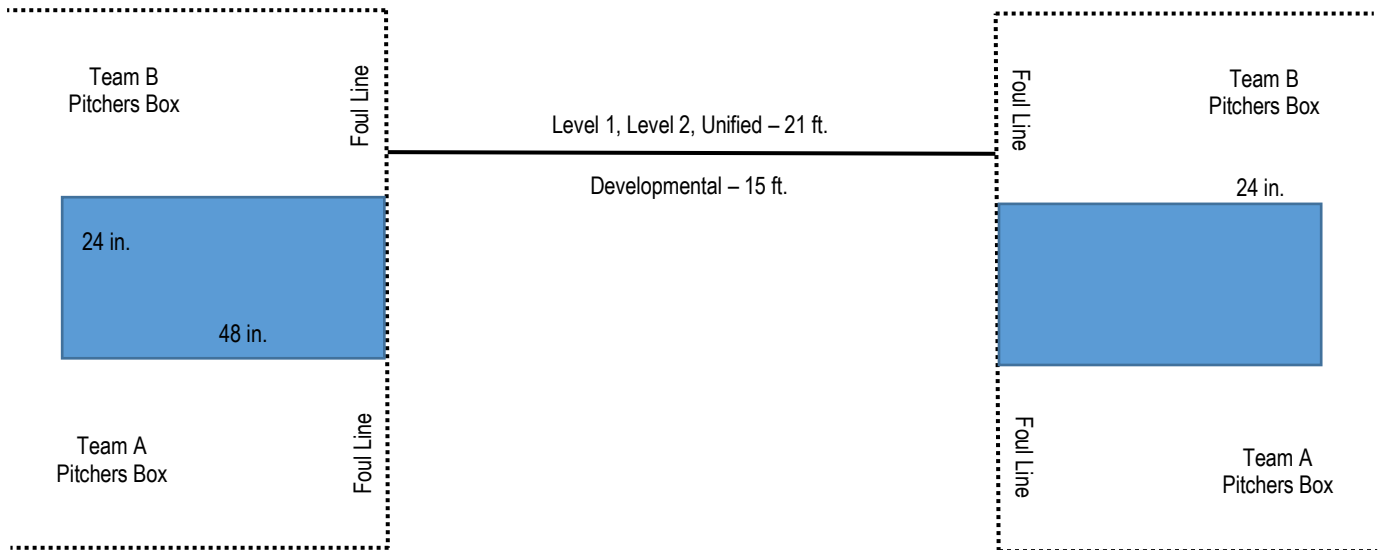 Team B
Pitchers Box
Foul Line
Level 1, Level 2, Unified – 21 ft.
Foul Line
Team B
Pitchers Box
Developmental – 15 ft.
24 in.
24 in.
48 in.
Team A
Pitchers Box
Foul Line
Foul Line
Team A
Pitchers Box